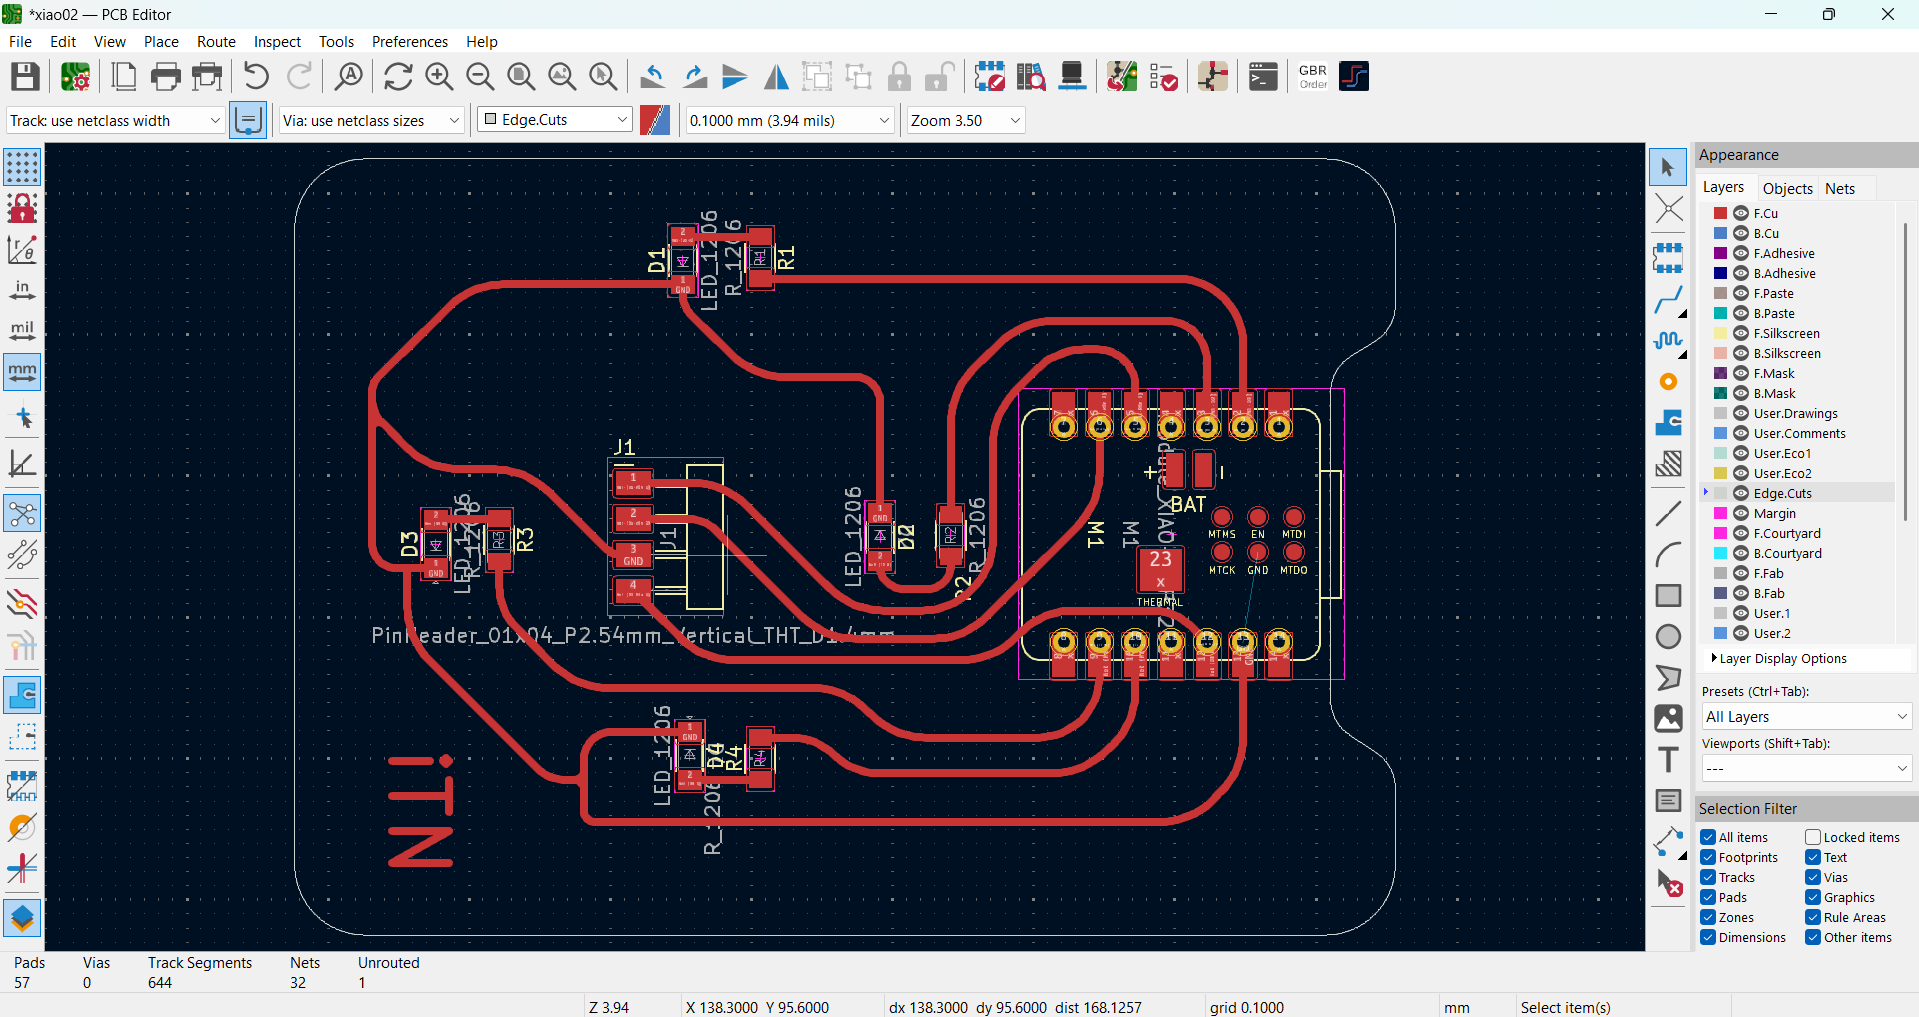 *xiao02 — PCB Editor
File Edit View Place Route Inspect Tools Preferences Help
GBR
Order
Track: use netclass width
Via: use netclass sizes
Edge.Cuts
0.1000 mm (3.94 mils)
Zoom 3.50
in
mil
mm
D1
LED_1206
R_1206
R1
J1
1
2
3
GND
4
J1
D3
LED_1206
R_1206
R3
PinHeader_01x04_P2.54mm_Vertical_THT_D1.4mm
LED_1206
D2
R2
R_1206
M1
M1
BAT
MTMS EN MTDI
MTCK GND MTDO
23
x
THERMAL
LED_1206
D4
R4
R_1206
N.T.i
Appearance
Layers Objects Nets
F.Cu
B.Cu
F.Adhesive
B.Adhesive
F.Paste
B.Paste
F.Silkscreen
B.Silkscreen
F.Mask
B.Mask
User.Drawings
User.Comments
User.Eco1
User.Eco2
Edge.Cuts
Margin
F.Courtyard
B.Courtyard
F.Fab
B.Fab
User.1
User.2
Layer Display Options
Presets (Ctrl+Tab):
All Layers
Viewports (Shift+Tab):
---
Selection Filter
All items Locked items
Footprints Text
Tracks Vias
Pads Graphics
Zones Rule Areas
Dimensions Other items
Pads Vias Track Segments Nets Unrouted
57 0 644 32 1
Z 3.94 X 138.3000 Y 95.6000 dx 138.3000 dy 95.6000 dist 168.1257 grid 0.1000 mm Select item(s)